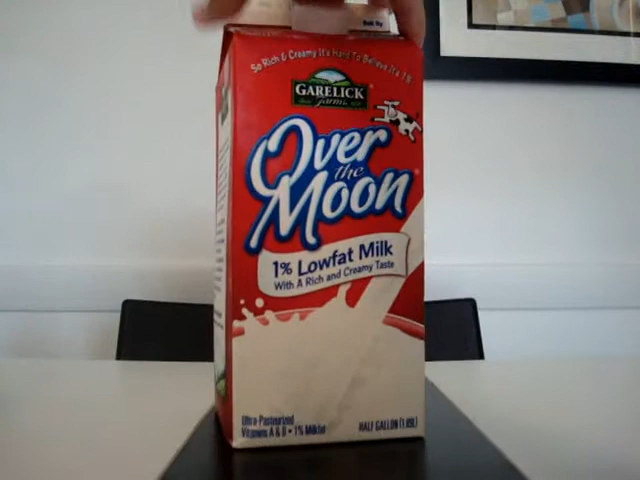 So Rich & Creamy It's Hard To Believe It's 1%
GARELICK
Farms
Over
the
Moon
1% Lowfat Milk
With A Rich and Creamy Taste
Ultra-Pasteurized
Vitamins A & D • 1% Milkfat
HALF GALLON (1.89L)